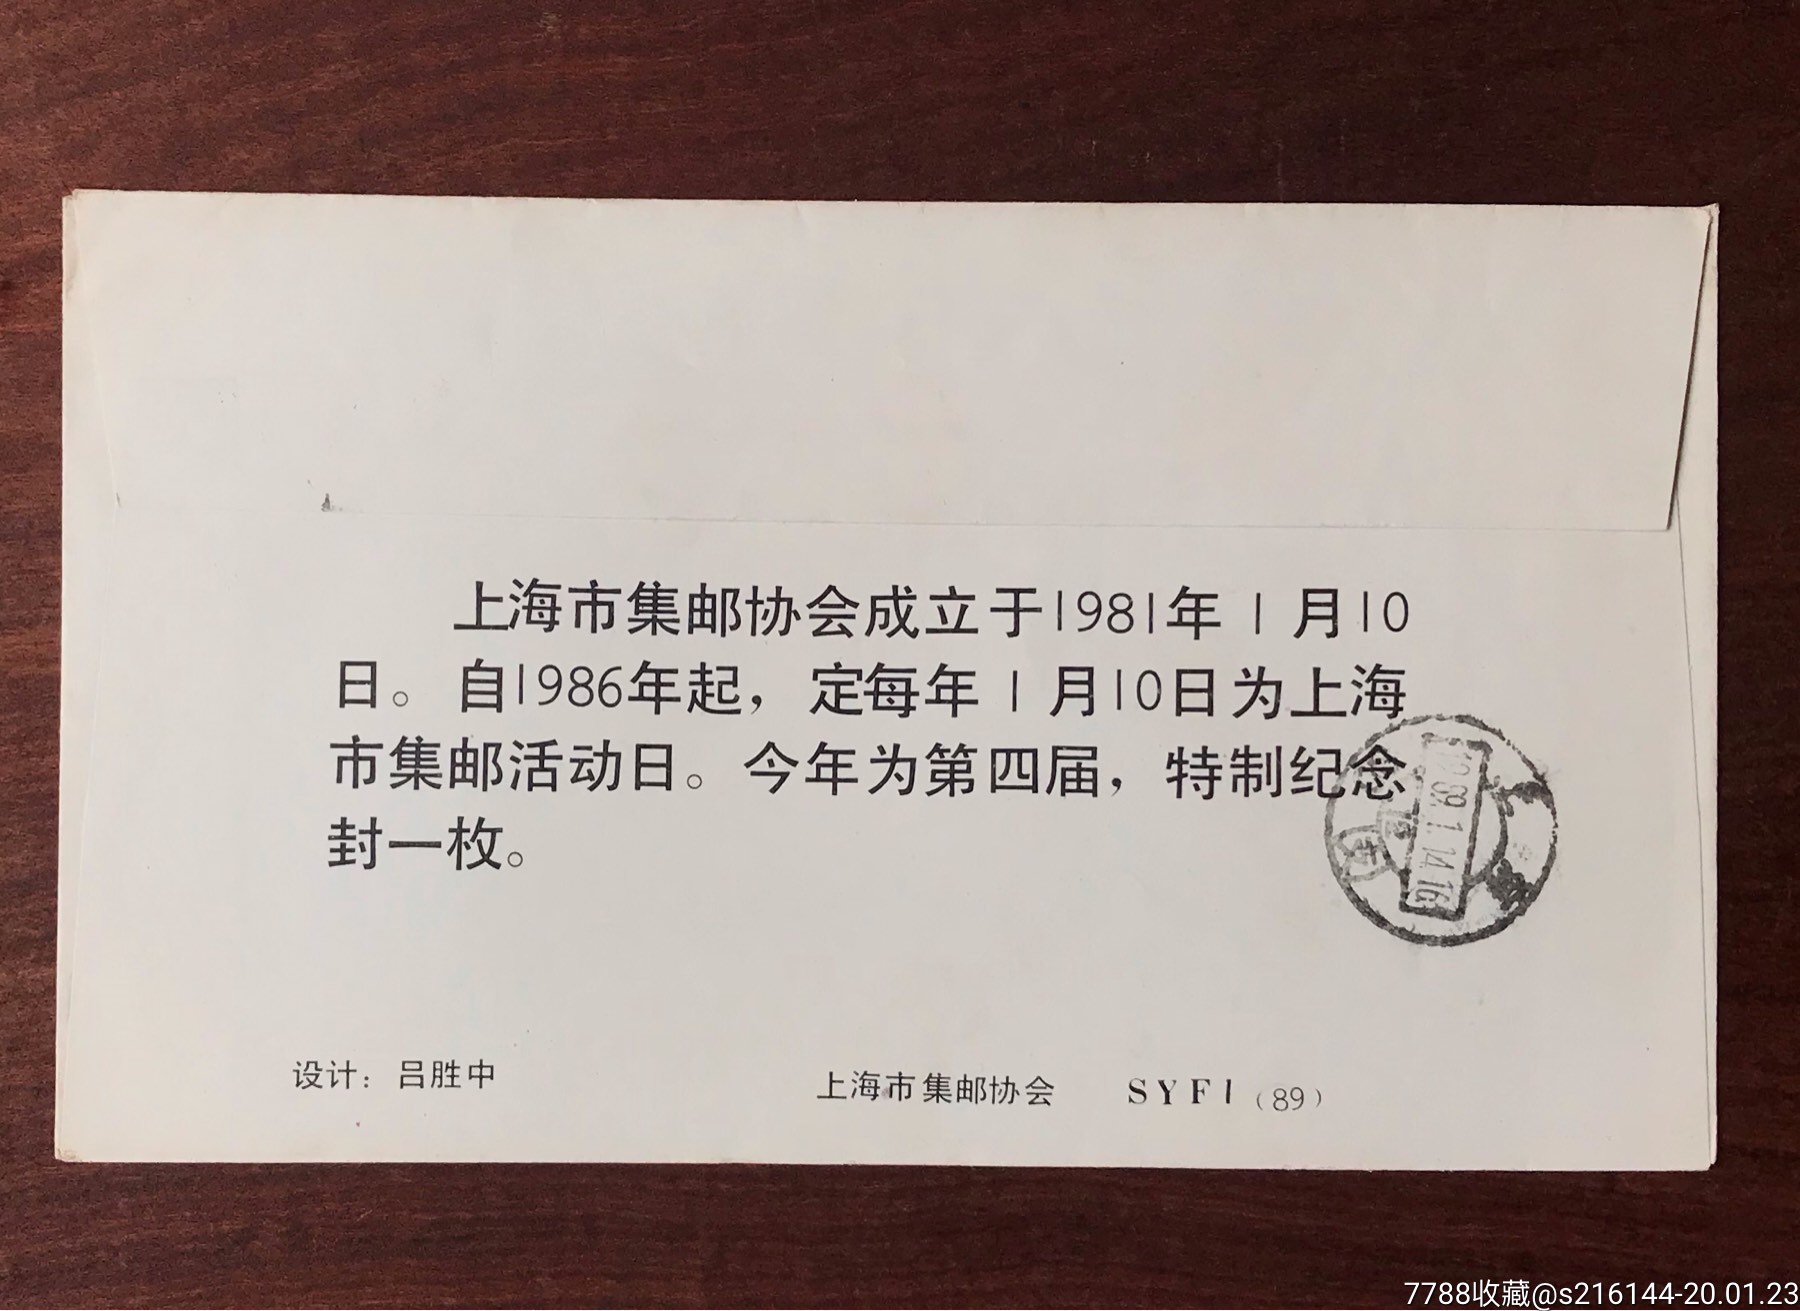 上海市集邮协会成立于1981年1月10
日。自1986年起，定每年1月10日为上海
市集邮活动日。今年为第四届，特制纪念
封一枚。
89.1.14.16
设计：吕胜中
上海市集邮协会 SYF1（89）
7788收藏@s216144-20.01.23